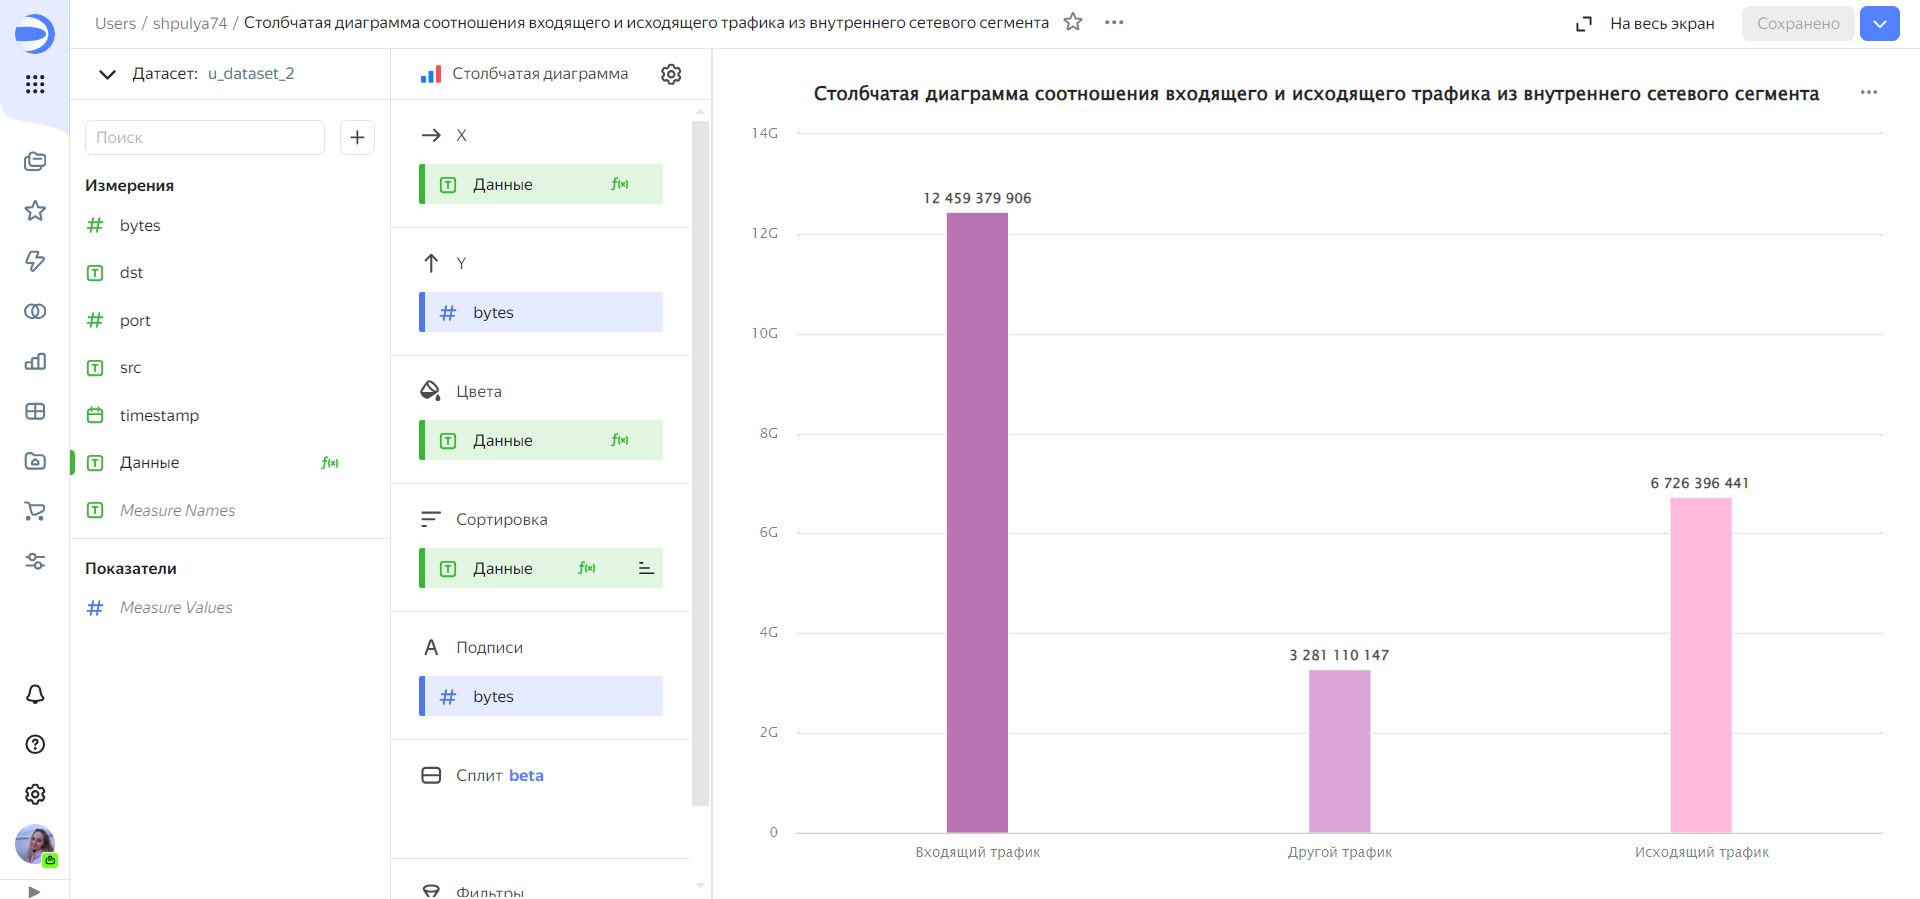 Users / shpulya74 / Столбчатая диаграмма соотношения входящего и исходящего трафика из внутреннего сетевого сегмента
На весь экран
Сохранено
Датасет: u_dataset_2
Поиск
Измерения
bytes
dst
port
src
timestamp
Данные f(x)
Measure Names
Показатели
Measure Values
Столбчатая диаграмма
X
Данные f(x)
Y
bytes
Цвета
Данные f(x)
Сортировка
Данные f(x)
Подписи
bytes
Сплит beta
Фильтры
Столбчатая диаграмма соотношения входящего и исходящего трафика из внутреннего сетевого сегмента
14G
12G
10G
8G
6G
4G
2G
0
12 459 379 906
3 281 110 147
6 726 396 441
Входящий трафик
Другой трафик
Исходящий трафик